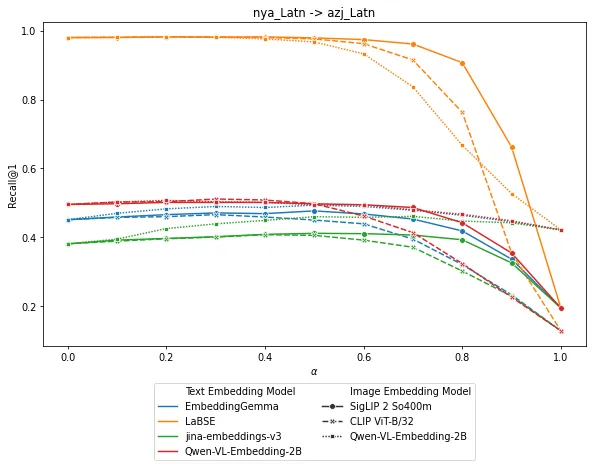 nya_Latn -> azj_Latn
Recall@1
1.0
0.8
0.6
0.4
0.2
0.0 0.2 0.4 0.6 0.8 1.0
α
Text Embedding Model Image Embedding Model
EmbeddingGemma SigLIP 2 So400m
LaBSE CLIP ViT-B/32
jina-embeddings-v3 Qwen-VL-Embedding-2B
Qwen-VL-Embedding-2B